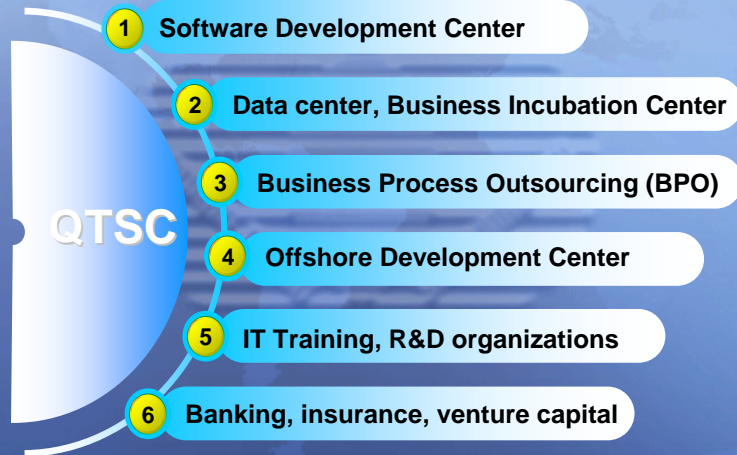 1 Software Development Center
2 Data center, Business Incubation Center
3 Business Process Outsourcing (BPO)
QTSC
4 Offshore Development Center
5 IT Training, R&D organizations
6 Banking, insurance, venture capital